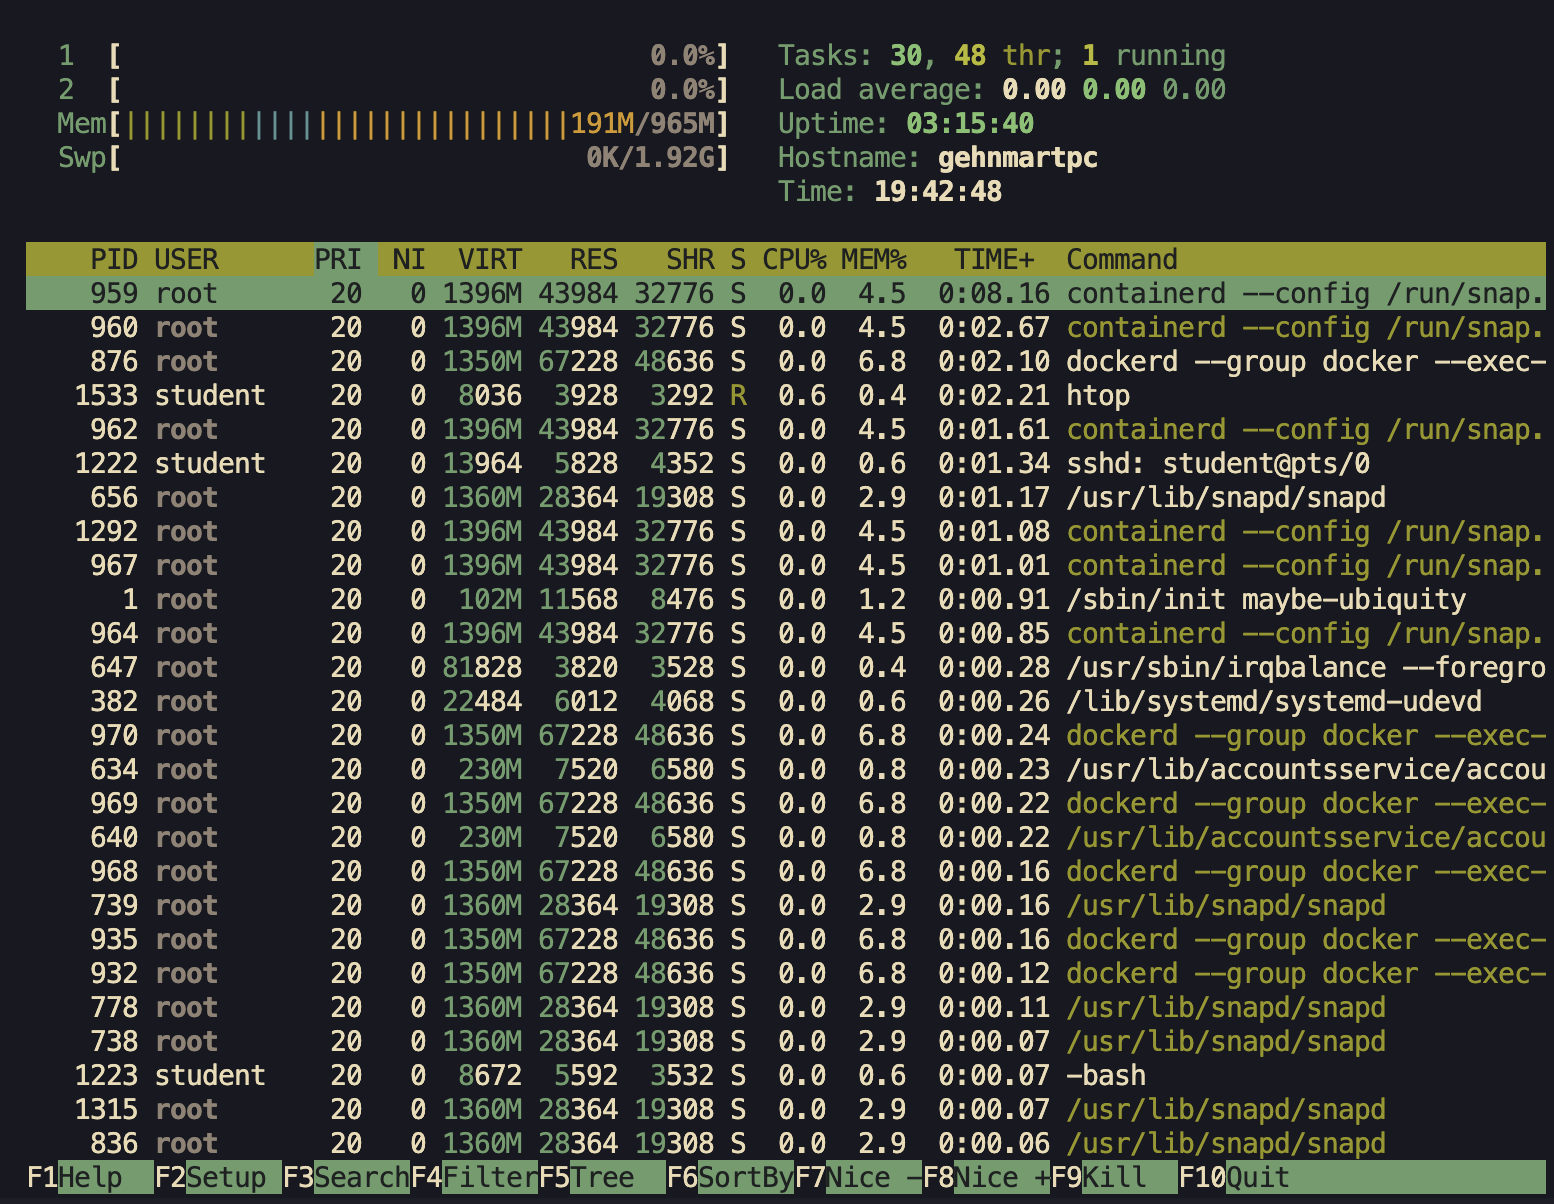 1 [ 0.0%] Tasks: 30, 48 thr; 1 running
2 [ 0.0%] Load average: 0.00 0.00 0.00
Mem[||||||||||||||||||||||||||||191M/965M] Uptime: 03:15:40
Swp[ 0K/1.92G] Hostname: gehnmartpc
Time: 19:42:48
PID USER PRI NI VIRT RES SHR S CPU% MEM% TIME+ Command
959 root 20 0 1396M 43984 32776 S 0.0 4.5 0:08.16 containerd --config /run/snap.
960 root 20 0 1396M 43984 32776 S 0.0 4.5 0:02.67 containerd --config /run/snap.
876 root 20 0 1350M 67228 48636 S 0.0 6.8 0:02.10 dockerd --group docker --exec-
1533 student 20 0 8036 3928 3292 R 0.6 0.4 0:02.21 htop
962 root 20 0 1396M 43984 32776 S 0.0 4.5 0:01.61 containerd --config /run/snap.
1222 student 20 0 13964 5828 4352 S 0.0 0.6 0:01.34 sshd: student@pts/0
656 root 20 0 1360M 28364 19308 S 0.0 2.9 0:01.17 /usr/lib/snapd/snapd
1292 root 20 0 1396M 43984 32776 S 0.0 4.5 0:01.08 containerd --config /run/snap.
967 root 20 0 1396M 43984 32776 S 0.0 4.5 0:01.01 containerd --config /run/snap.
1 root 20 0 102M 11568 8476 S 0.0 1.2 0:00.91 /sbin/init maybe-ubiquity
964 root 20 0 1396M 43984 32776 S 0.0 4.5 0:00.85 containerd --config /run/snap.
647 root 20 0 81828 3820 3528 S 0.0 0.4 0:00.28 /usr/sbin/irqbalance --foregro
382 root 20 0 22484 6012 4068 S 0.0 0.6 0:00.26 /lib/systemd/systemd-udevd
970 root 20 0 1350M 67228 48636 S 0.0 6.8 0:00.24 dockerd --group docker --exec-
634 root 20 0 230M 7520 6580 S 0.0 0.8 0:00.23 /usr/lib/accountsservice/accou
969 root 20 0 1350M 67228 48636 S 0.0 6.8 0:00.22 dockerd --group docker --exec-
640 root 20 0 230M 7520 6580 S 0.0 0.8 0:00.22 /usr/lib/accountsservice/accou
968 root 20 0 1350M 67228 48636 S 0.0 6.8 0:00.16 dockerd --group docker --exec-
739 root 20 0 1360M 28364 19308 S 0.0 2.9 0:00.16 /usr/lib/snapd/snapd
935 root 20 0 1350M 67228 48636 S 0.0 6.8 0:00.16 dockerd --group docker --exec-
932 root 20 0 1350M 67228 48636 S 0.0 6.8 0:00.12 dockerd --group docker --exec-
778 root 20 0 1360M 28364 19308 S 0.0 2.9 0:00.11 /usr/lib/snapd/snapd
738 root 20 0 1360M 28364 19308 S 0.0 2.9 0:00.07 /usr/lib/snapd/snapd
1223 student 20 0 8672 5592 3532 S 0.0 0.6 0:00.07 -bash
1315 root 20 0 1360M 28364 19308 S 0.0 2.9 0:00.07 /usr/lib/snapd/snapd
836 root 20 0 1360M 28364 19308 S 0.0 2.9 0:00.06 /usr/lib/snapd/snapd
F1Help F2Setup F3SearchF4FilterF5Tree F6SortByF7Nice -F8Nice +F9Kill F10Quit